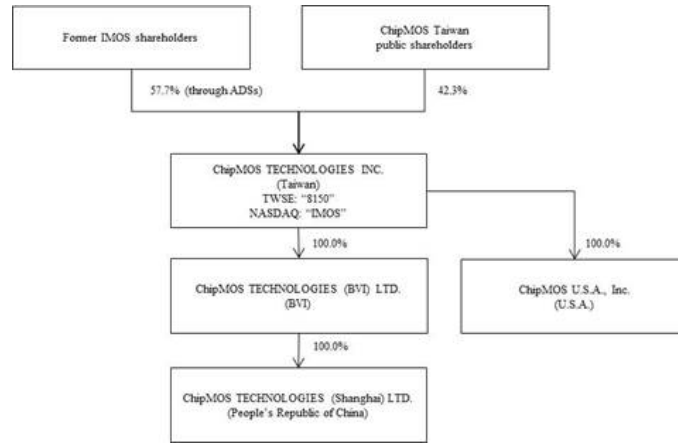 Former IMOS shareholders
ChipMOS Taiwan
public shareholders
57.7% (through ADSs)
42.3%
ChipMOS TECHNOLOGIES INC.
(Taiwan)
TWSE: “8150”
NASDAQ: “IMOS”
100.0%
100.0%
ChipMOS TECHNOLOGIES (BVI) LTD.
(BVI)
ChipMOS U.S.A., Inc.
(U.S.A.)
100.0%
ChipMOS TECHNOLOGIES (Shanghai) LTD.
(People’s Republic of China)